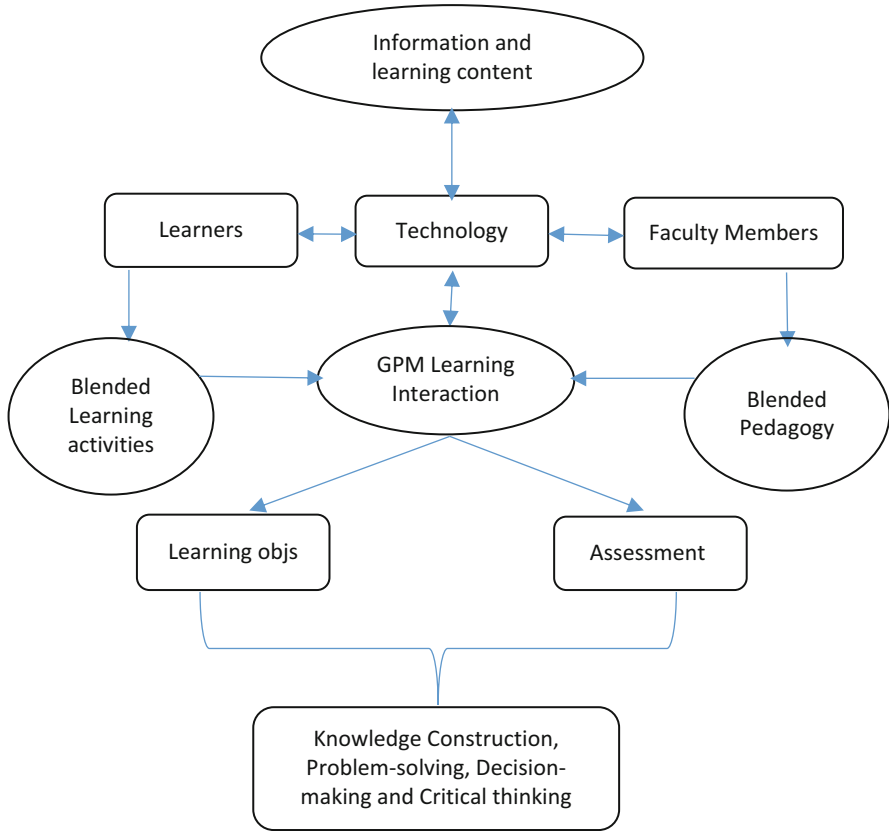 Information and
learning content
Learners
Technology
Faculty Members
GPM Learning
Interaction
Blended
Learning
activities
Blended
Pedagogy
Learning objs
Assessment
Knowledge Construction,
Problem-solving, Decision-
making and Critical thinking